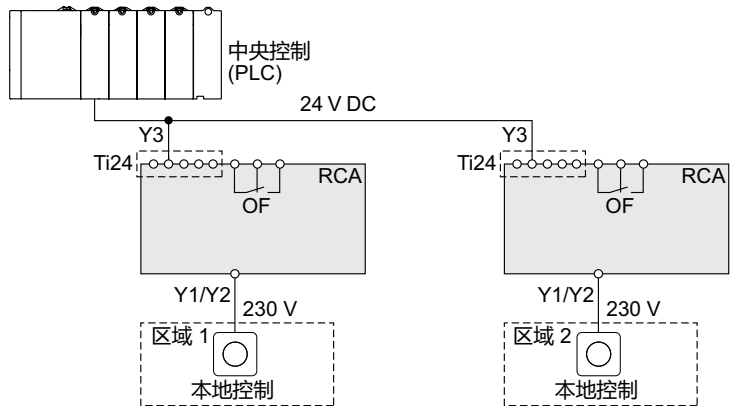 中央控制
(PLC)
24 V DC
Y3
Y3
Ti24
RCA
Ti24
RCA
OF
OF
Y1/Y2
230 V
Y1/Y2
230 V
区域 1
区域 2
本地控制
本地控制